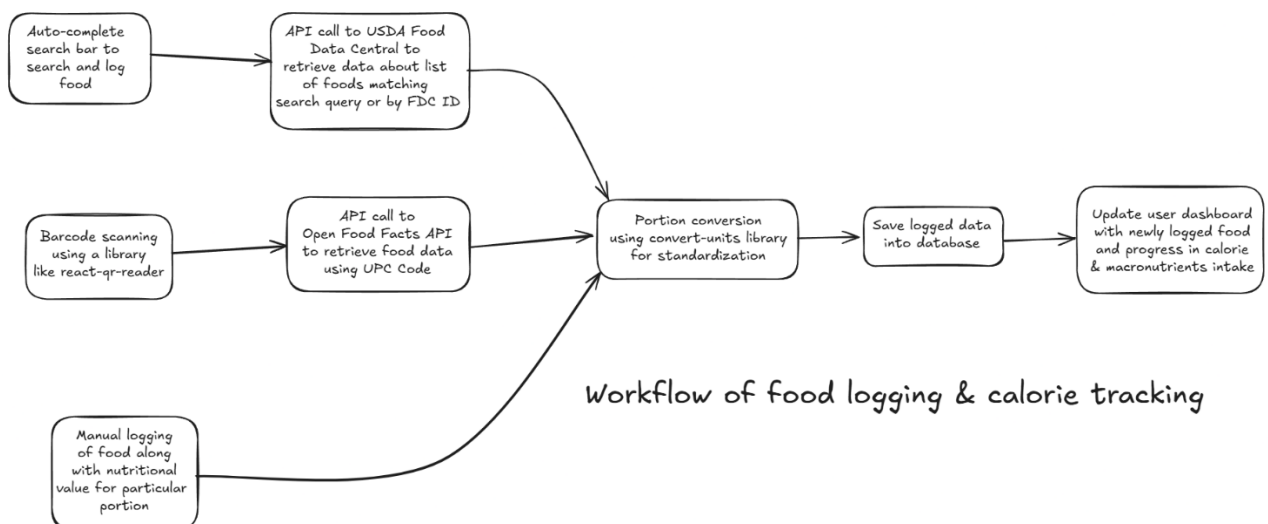 Auto-complete
search bar to
search and log
food
API call to USDA Food
Data Central to
retrieve data about list
of foods matching
search query or by FDC ID
Barcode scanning
using a library
like react-qr-reader
API call to
Open Food Facts API
to retrieve food data
using UPC Code
Manual logging
of food along
with nutritional
value for particular
portion
Portion conversion
using convert-units library
for standardization
Save logged data
into database
Update user dashboard
with newly logged food
and progress in calorie
& macronutrients intake
Workflow of food logging & calorie tracking